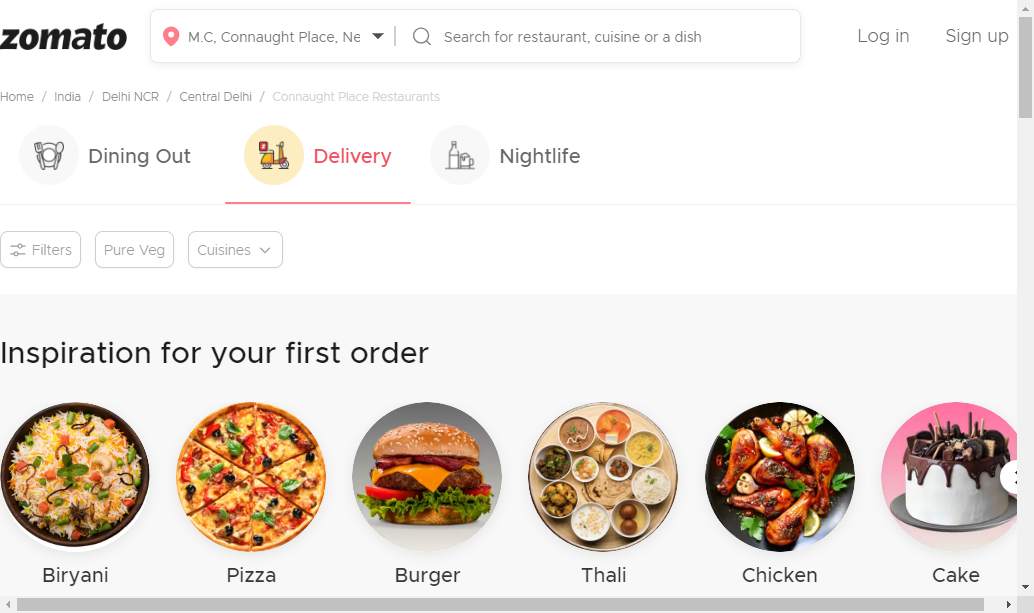 zomato
M.C, Connaught Place, Ne
Search for restaurant, cuisine or a dish
Log in
Sign up
Home / India / Delhi NCR / Central Delhi / Connaught Place Restaurants
Dining Out
Delivery
Nightlife
Filters
Pure Veg
Cuisines
Inspiration for your first order
Biryani
Pizza
Burger
Thali
Chicken
Cake